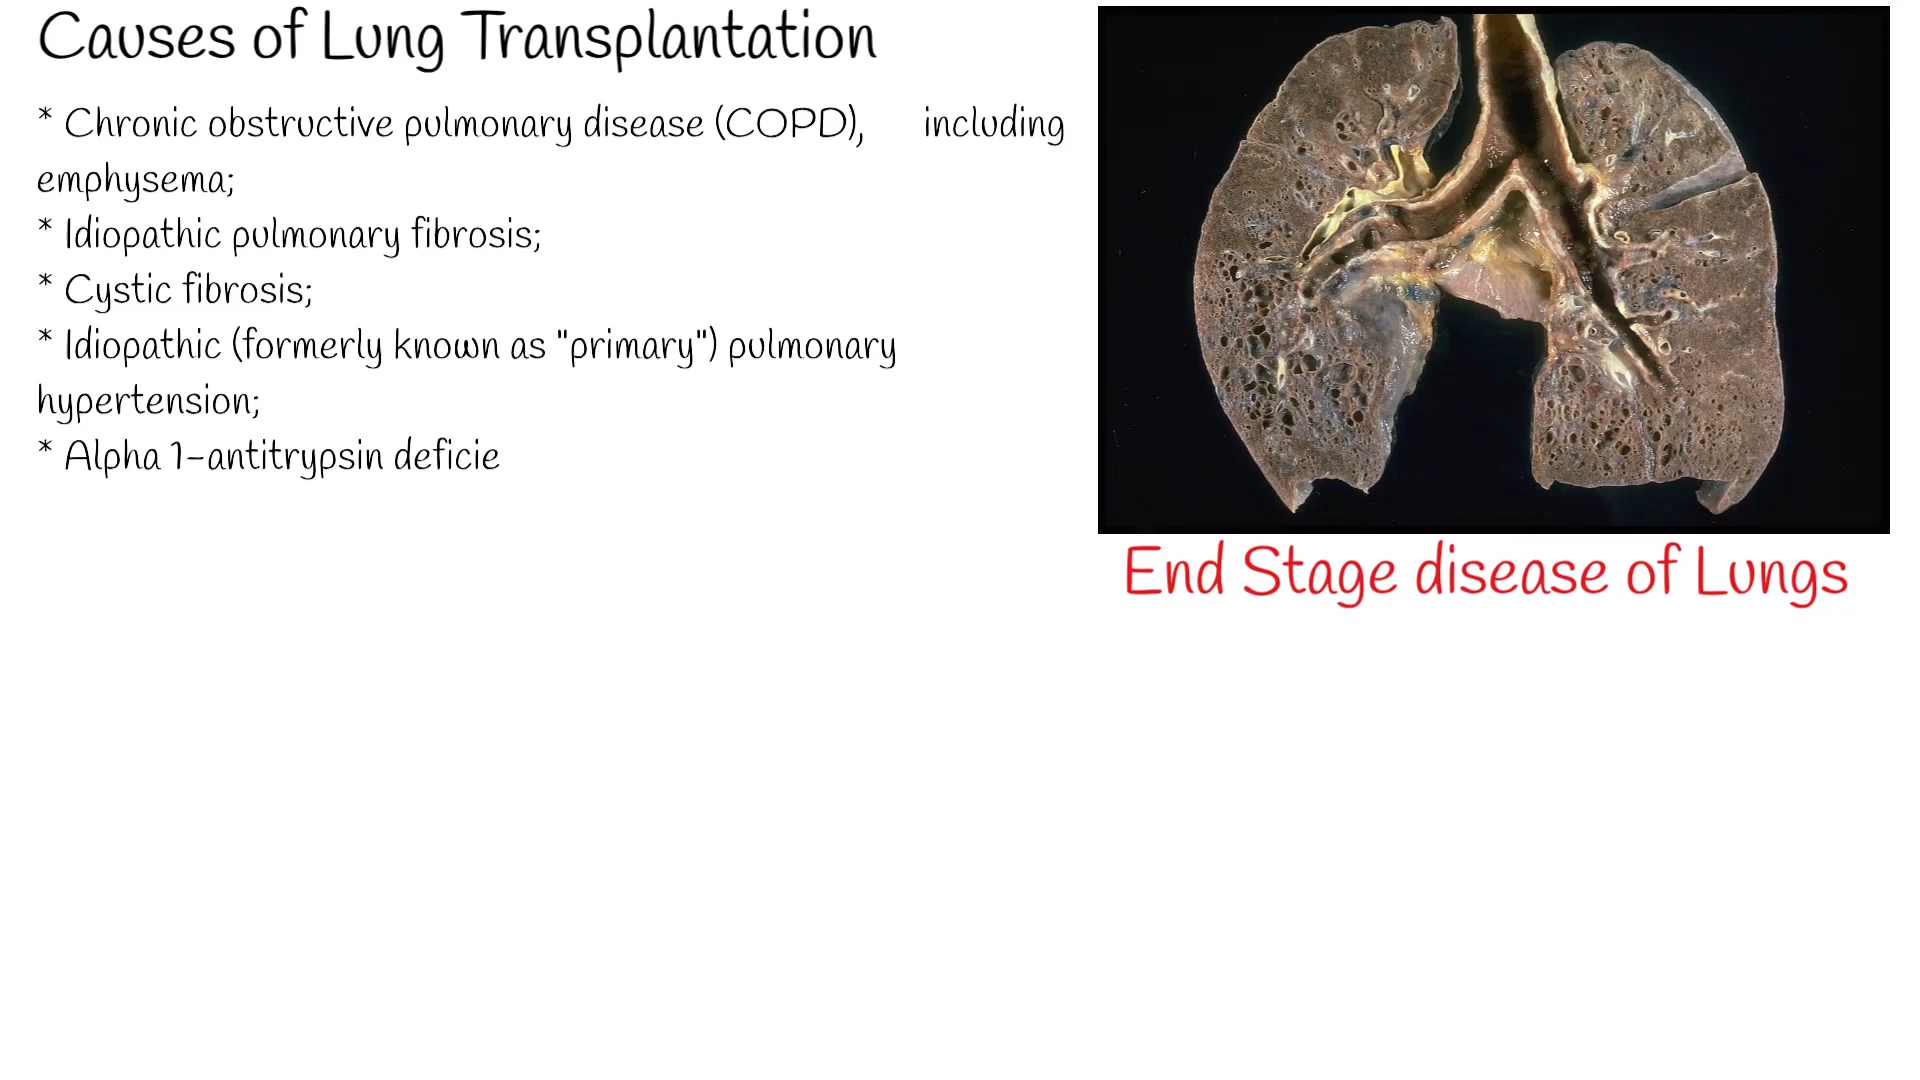 Causes of Lung Transplantation
* Chronic obstructive pulmonary disease (COPD), including
emphysema;
* Idiopathic pulmonary fibrosis;
* Cystic fibrosis;
* Idiopathic (formerly known as "primary") pulmonary
hypertension;
* Alpha 1-antitrypsin deficie
End Stage disease of Lungs